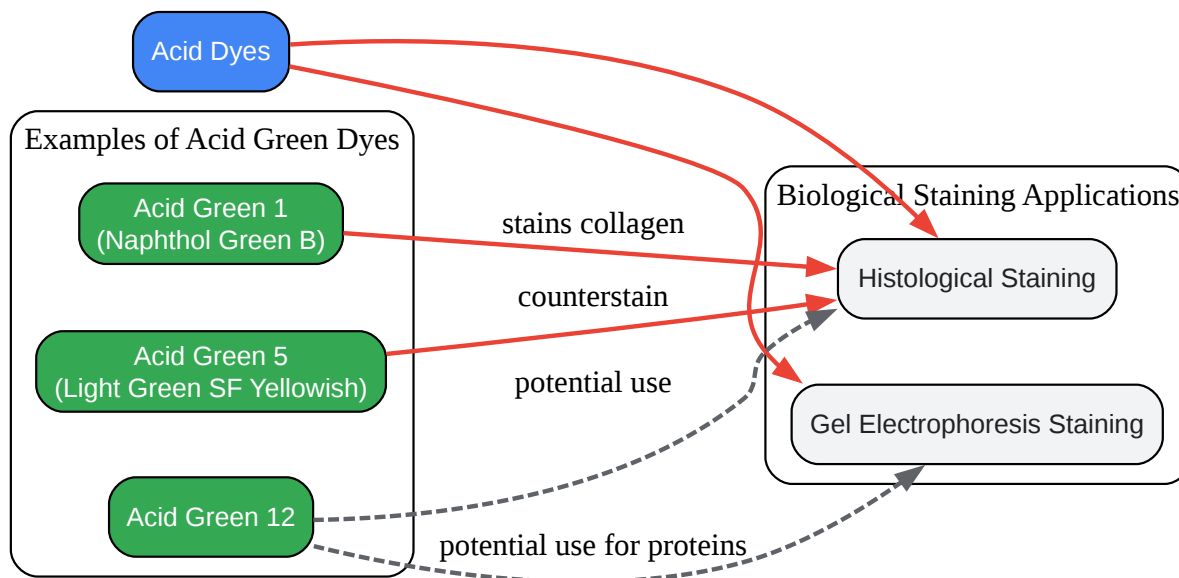 Acid Dyes
Examples of Acid Green Dyes
Acid Green 1
(Naphthol Green B)
Acid Green 5
(Light Green SF Yellowish)
Acid Green 12
stains collagen
counterstain
potential use
potential use for proteins
Biological Staining Applications
Histological Staining
Gel Electrophoresis Staining